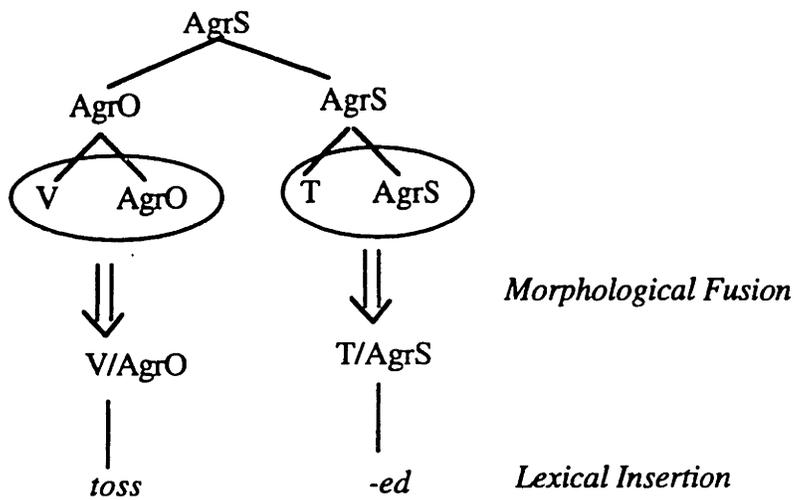 AgrS
AgrO AgrS
V AgrO T AgrS
Morphological Fusion
V/AgrO T/AgrS
toss -ed Lexical Insertion